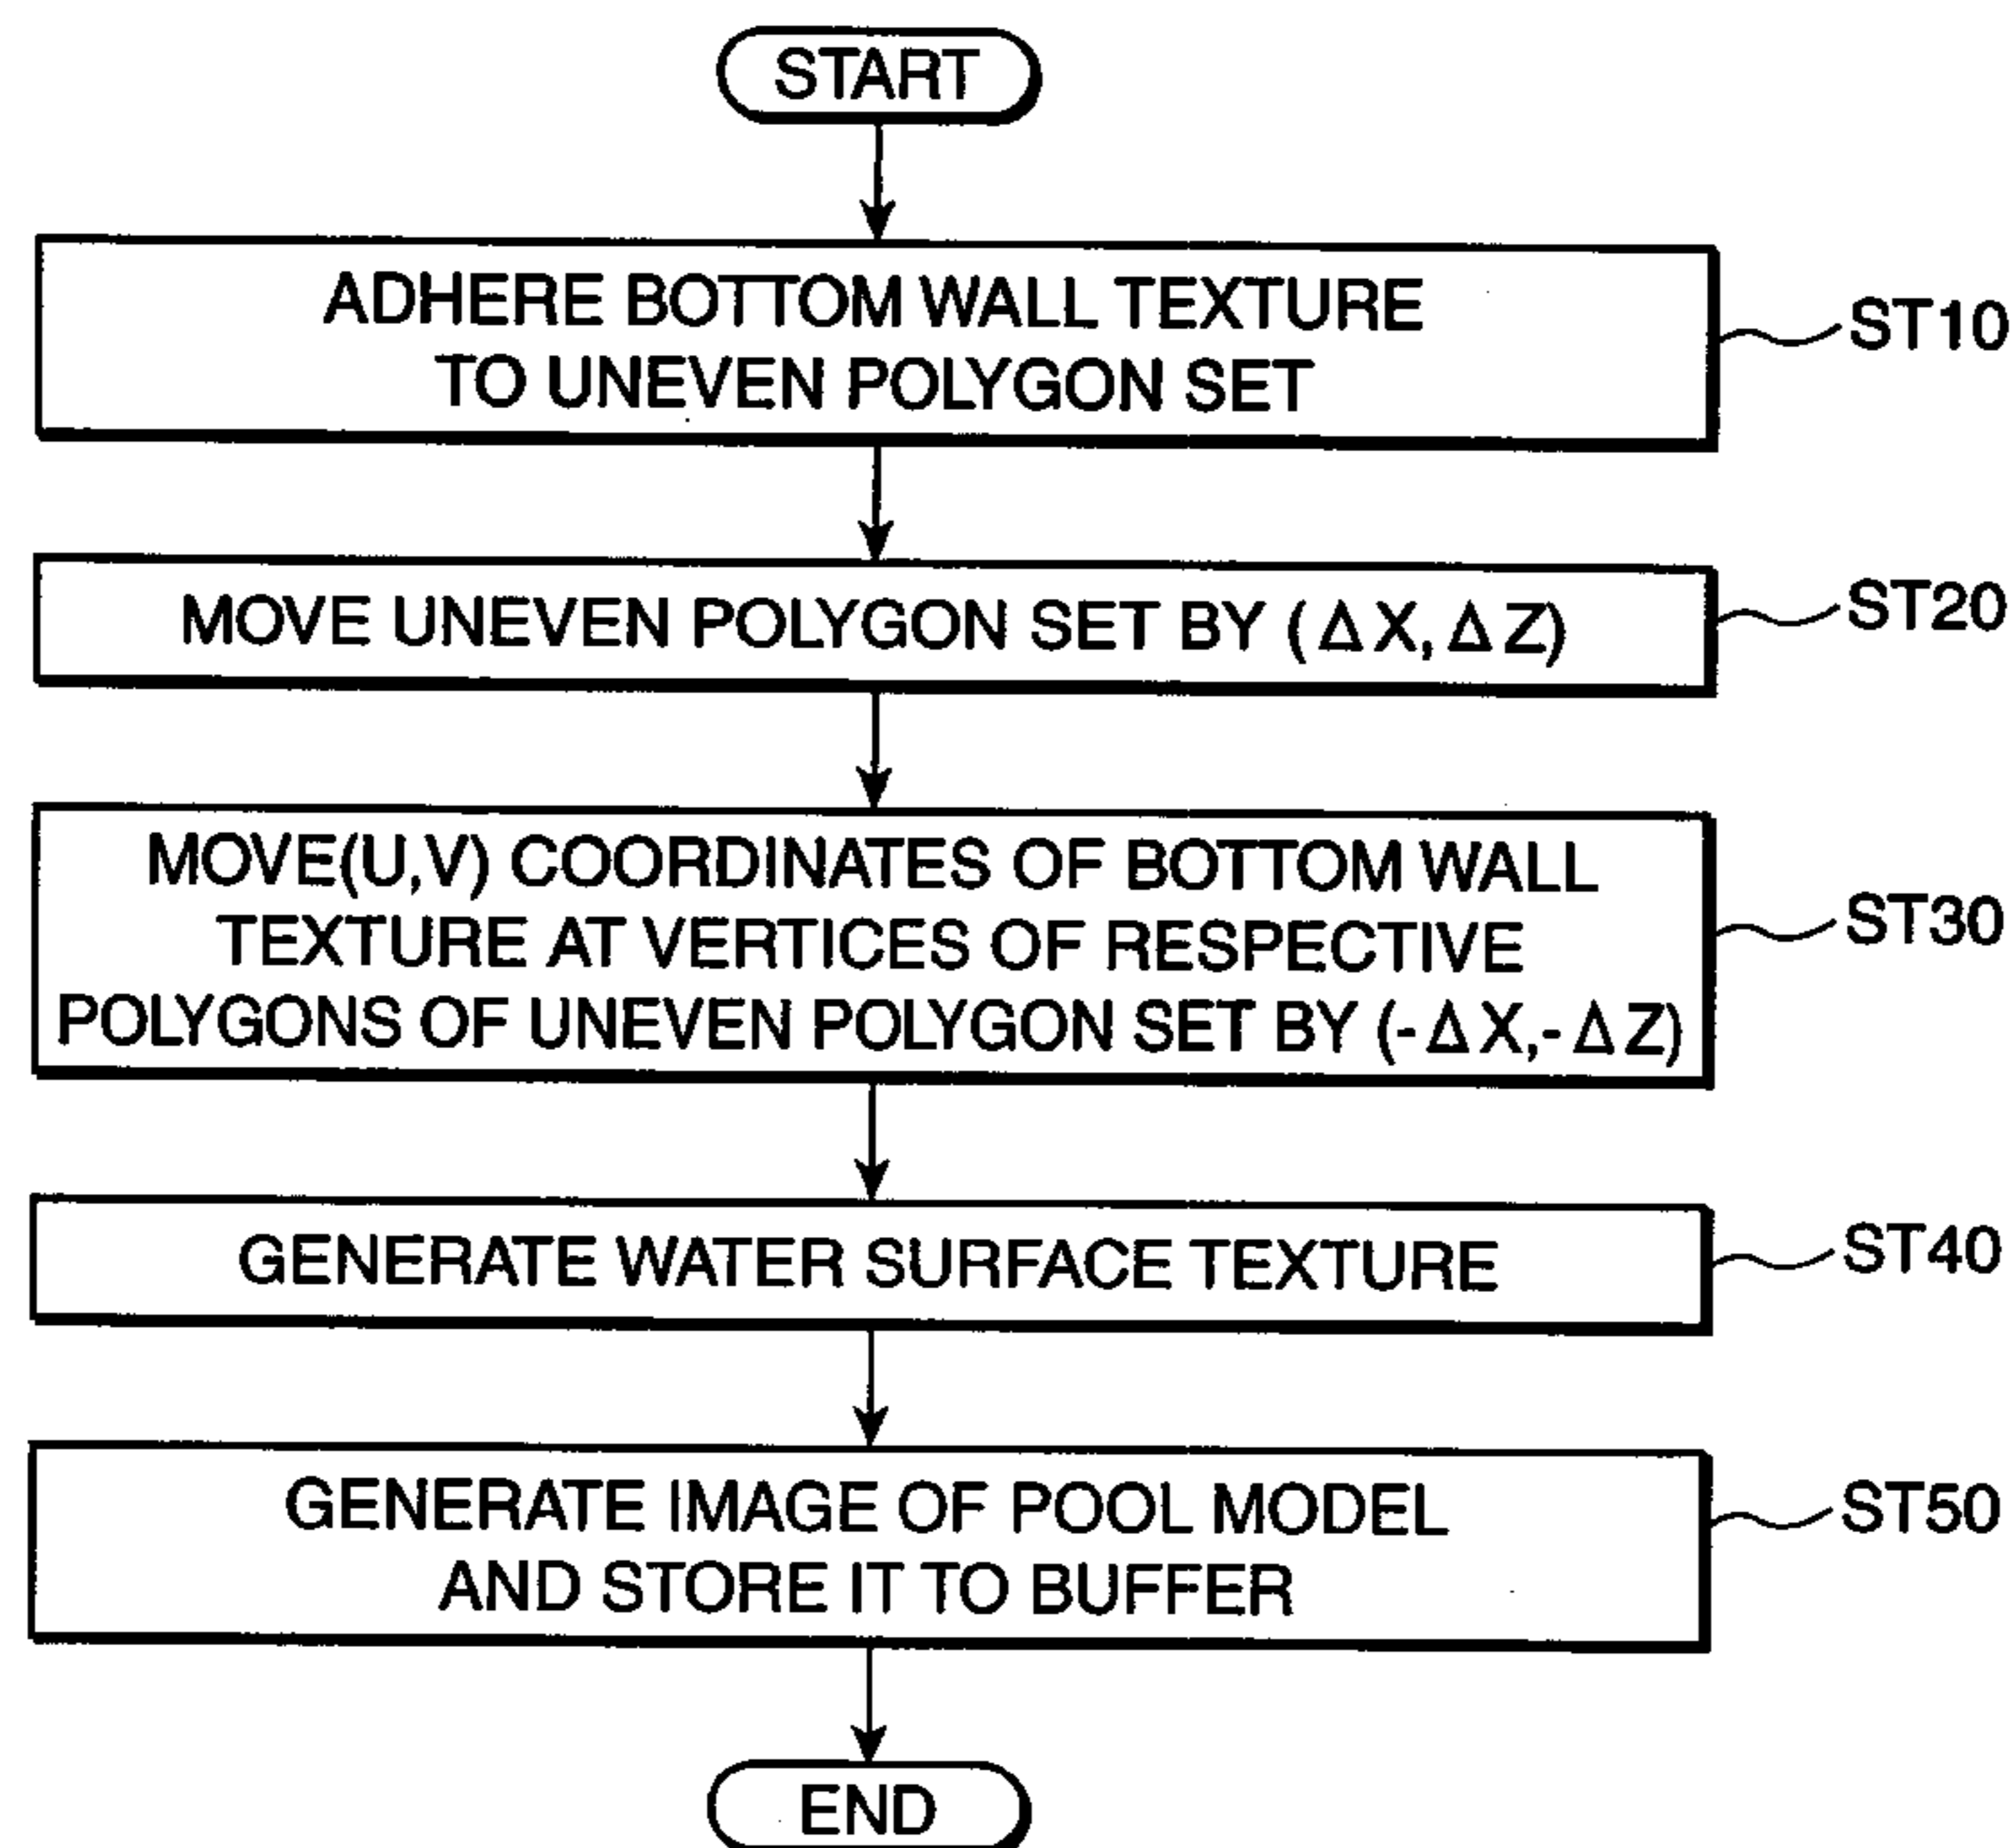 START
ADHERE BOTTOM WALL TEXTURE
TO UNEVEN POLYGON SET
ST10
MOVE UNEVEN POLYGON SET BY (ΔX,ΔZ)
ST20
MOVE(U,V) COORDINATES OF BOTTOM WALL
TEXTURE AT VERTICES OF RESPECTIVE
POLYGONS OF UNEVEN POLYGON SET BY (-ΔX,-ΔZ)
ST30
GENERATE WATER SURFACE TEXTURE
ST40
GENERATE IMAGE OF POOL MODEL
AND STORE IT TO BUFFER
ST50
END